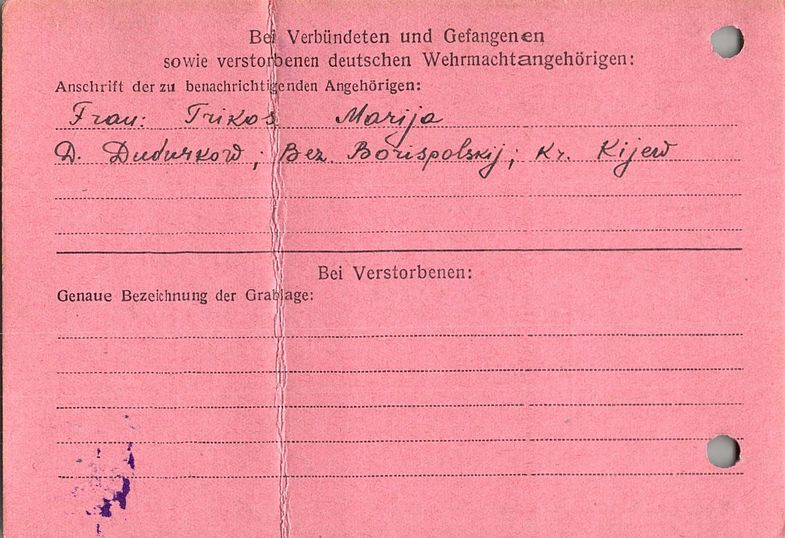 Bei Verbündeten und Gefangenen
sowie verstorbenen deutschen Wehrmachtangehörigen:
Anschrift der zu benachrichtigenden Angehörigen:
Frau: Trikos Marija
D. Dudurkow; Bez. Borispolskij; Kr. Kijew
Bei Verstorbenen:
Genaue Bezeichnung der Grablage: